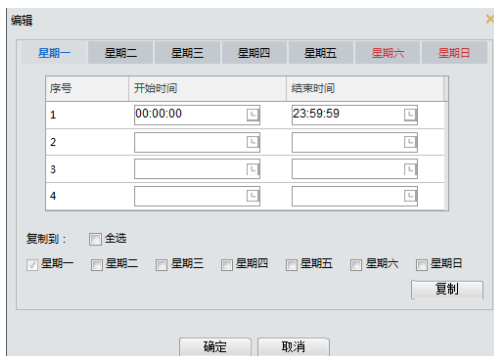 编辑
星期一 星期二 星期三 星期四 星期五 星期六 星期日
序号 开始时间 结束时间
1 00:00:00 23:59:59
2
3
4
复制到： 全选
星期一 星期二 星期三 星期四 星期五 星期六 星期日
复制
确定 取消